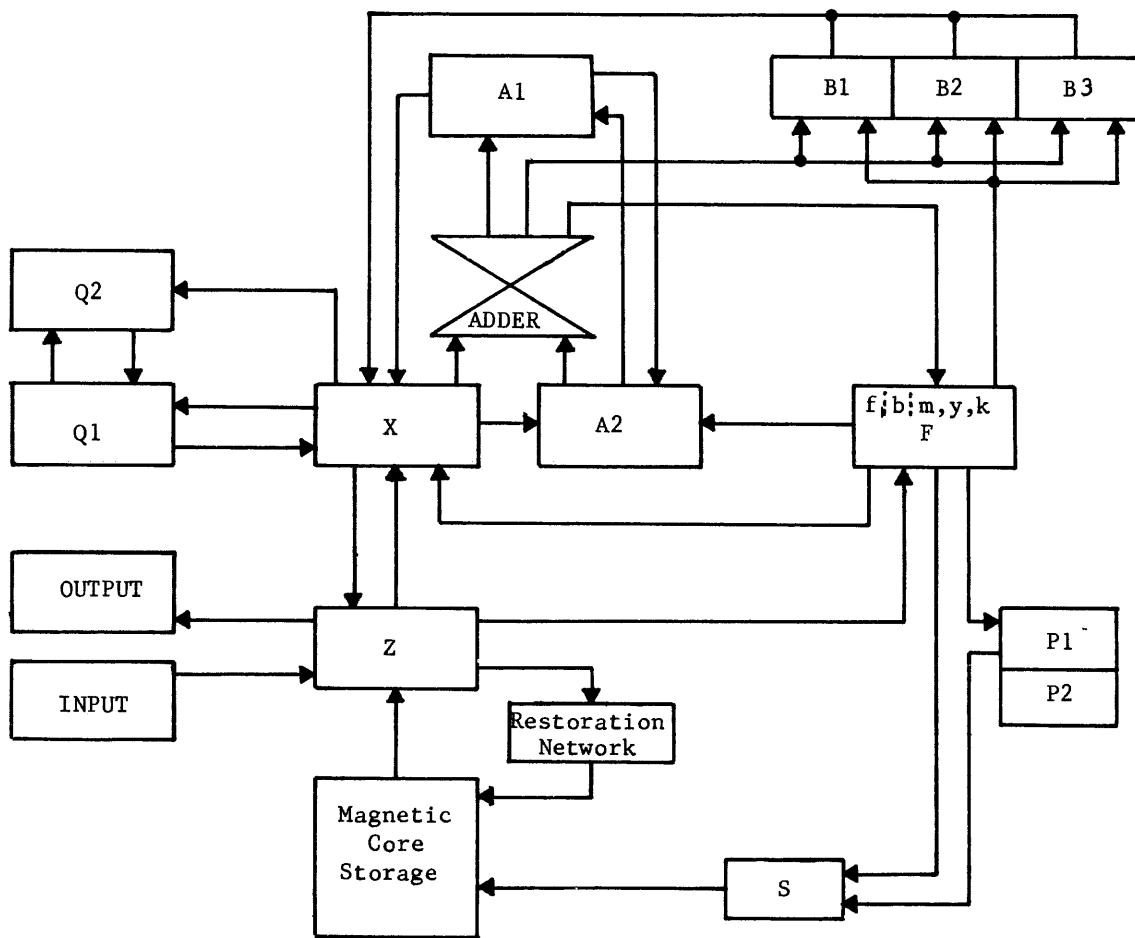 A1
B1 B2 B3
Q2
ADDER
Q1
X
A2
f;b:m,y,k
F
OUTPUT
Z
P1
INPUT
P2
Restoration
Network
Magnetic
Core
Storage
S